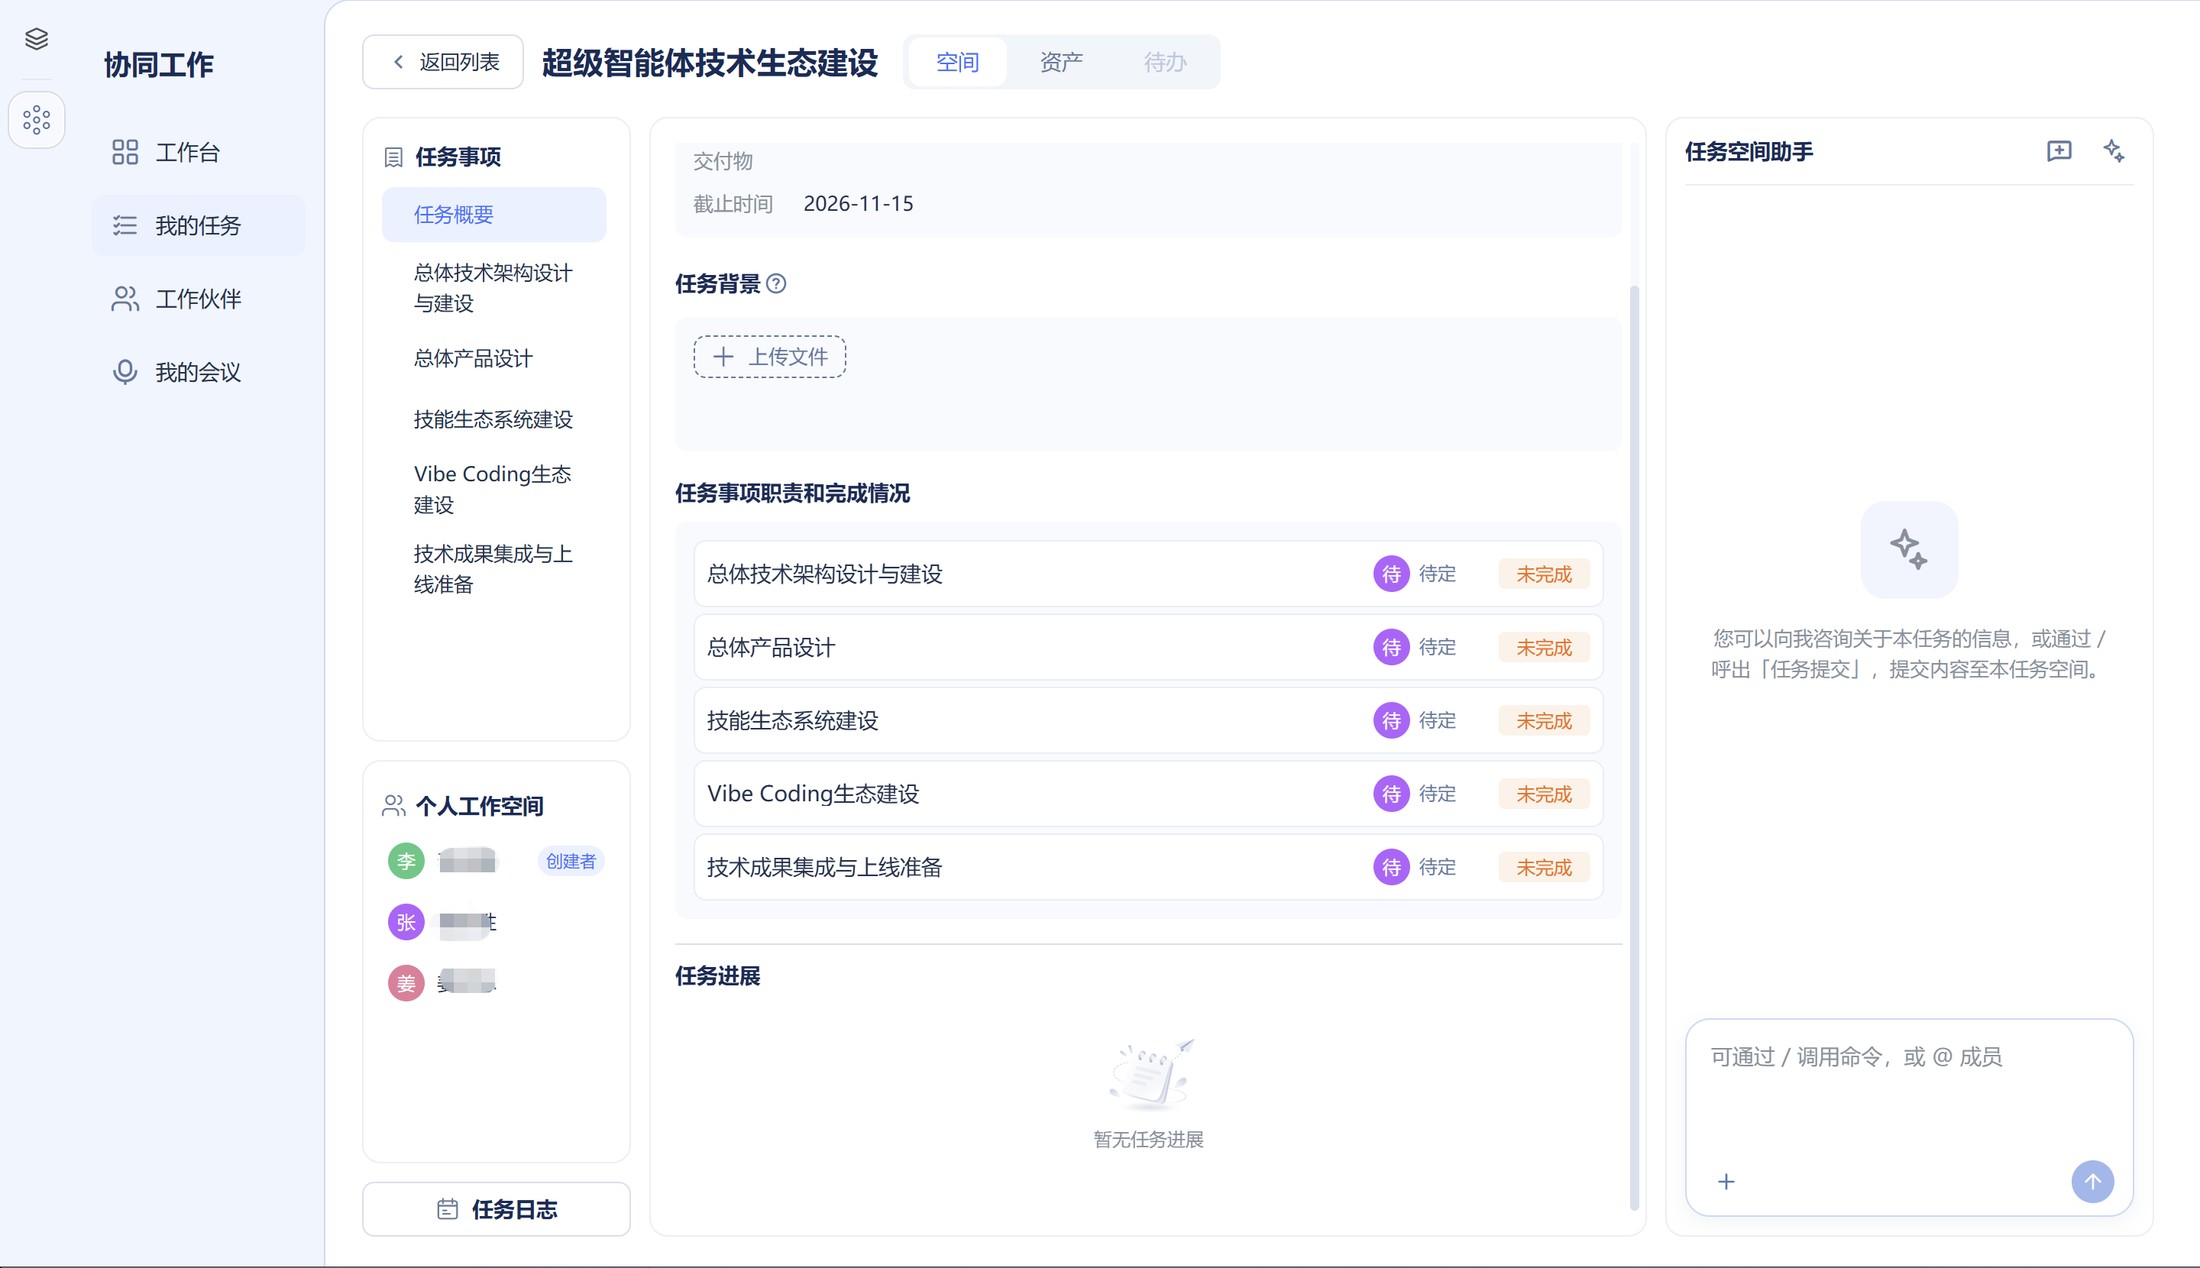 协同工作
工作台
我的任务
工作伙伴
我的会议
返回列表
超级智能体技术生态建设
空间
资产
待办
任务事项
任务概要
总体技术架构设计
与建设
总体产品设计
技能生态系统建设
Vibe Coding生态
建设
技术成果集成与上
线准备
个人工作空间
李
创建者
张
姜
任务日志
交付物
截止时间 2026-11-15
任务背景
上传文件
任务事项职责和完成情况
总体技术架构设计与建设 待 待定 未完成
总体产品设计 待 待定 未完成
技能生态系统建设 待 待定 未完成
Vibe Coding生态建设 待 待定 未完成
技术成果集成与上线准备 待 待定 未完成
任务进展
暂无任务进展
任务空间助手
您可以向我咨询关于本任务的信息，或通过 /
呼出「任务提交」，提交内容至本任务空间。
可通过 / 调用命令，或 @ 成员